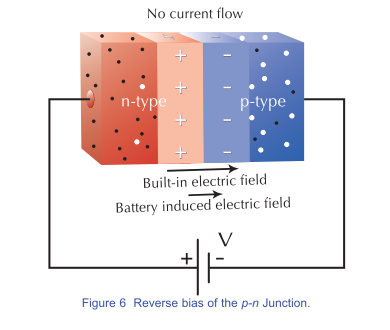 No current flow
+ -
+ -
n-type p-type
+ -
+ -
Built-in electric field
Battery induced electric field
V
+ -
Figure 6 Reverse bias of the p-n Junction.